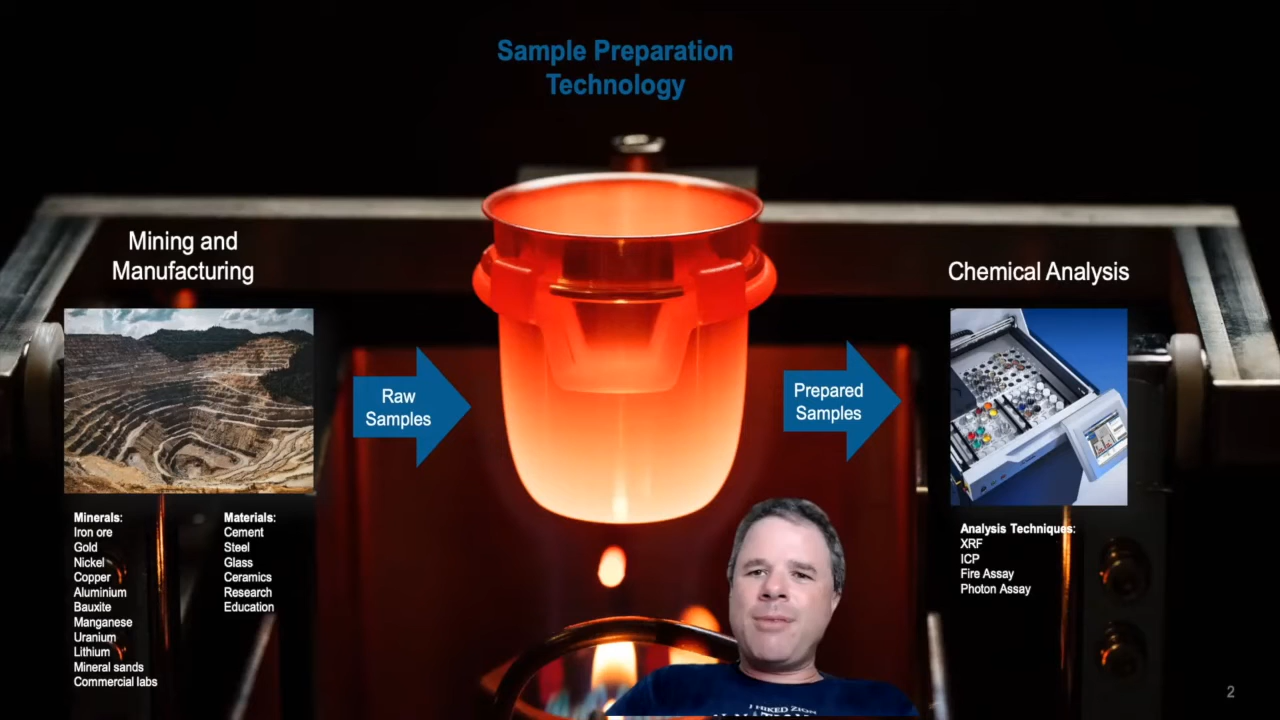 Sample Preparation
Technology
Mining and
Manufacturing
Raw
Samples
Prepared
Samples
Chemical Analysis
Minerals:
Iron ore
Gold
Nickel
Copper
Aluminium
Bauxite
Manganese
Uranium
Lithium
Mineral sands
Commercial labs
Materials:
Cement
Steel
Glass
Ceramics
Research
Education
Analysis Techniques:
XRF
ICP
Fire Assay
Photon Assay
I HIKED ZION
2